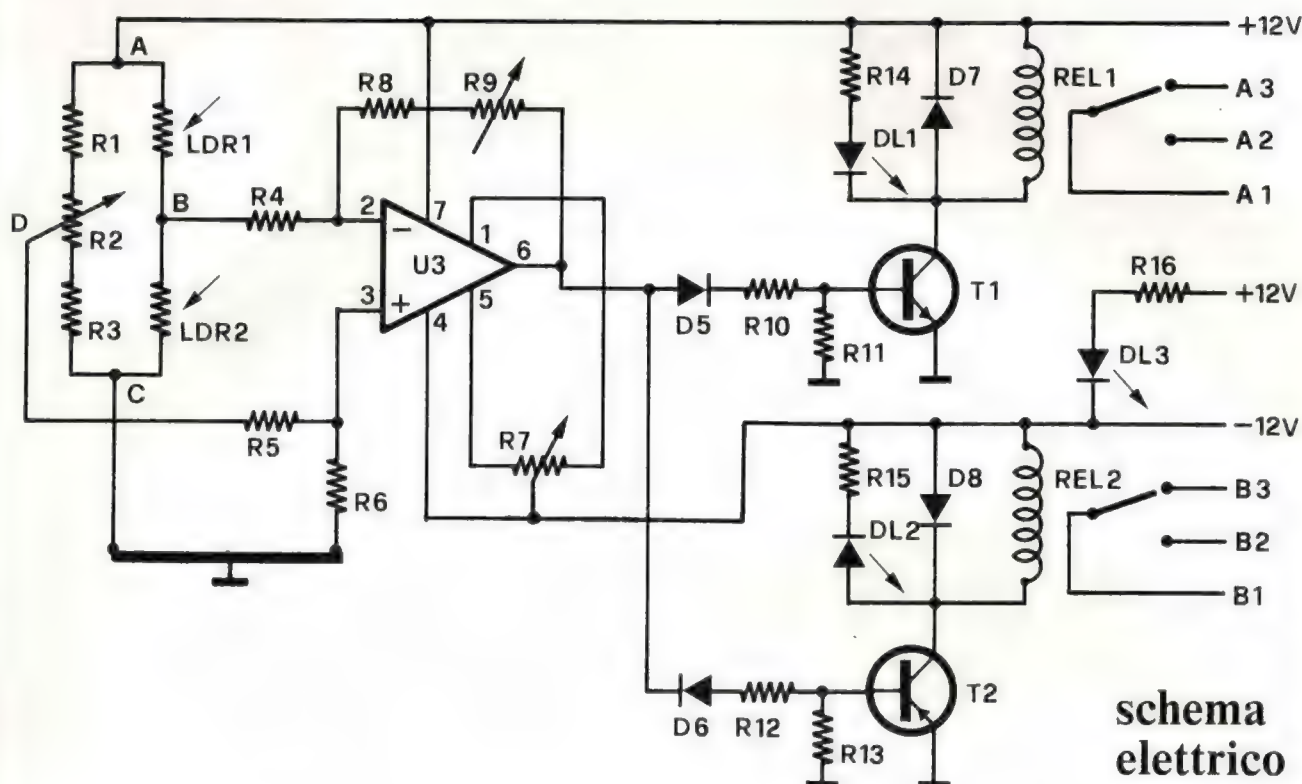 +12V
A
R8
R9
R14
D7
REL1
A3
R1
LDR1
DL1
A2
R4
A1
D
B
2
7
1
R2
−
6
U3
R16
+12V
3
+
5
T1
R3
LDR2
4
D5
R10
R11
DL3
C
−12V
R5
R7
R15
D8
REL2
B3
R6
DL2
B2
B1
T2
D6
R12
R13
schema
elettrico